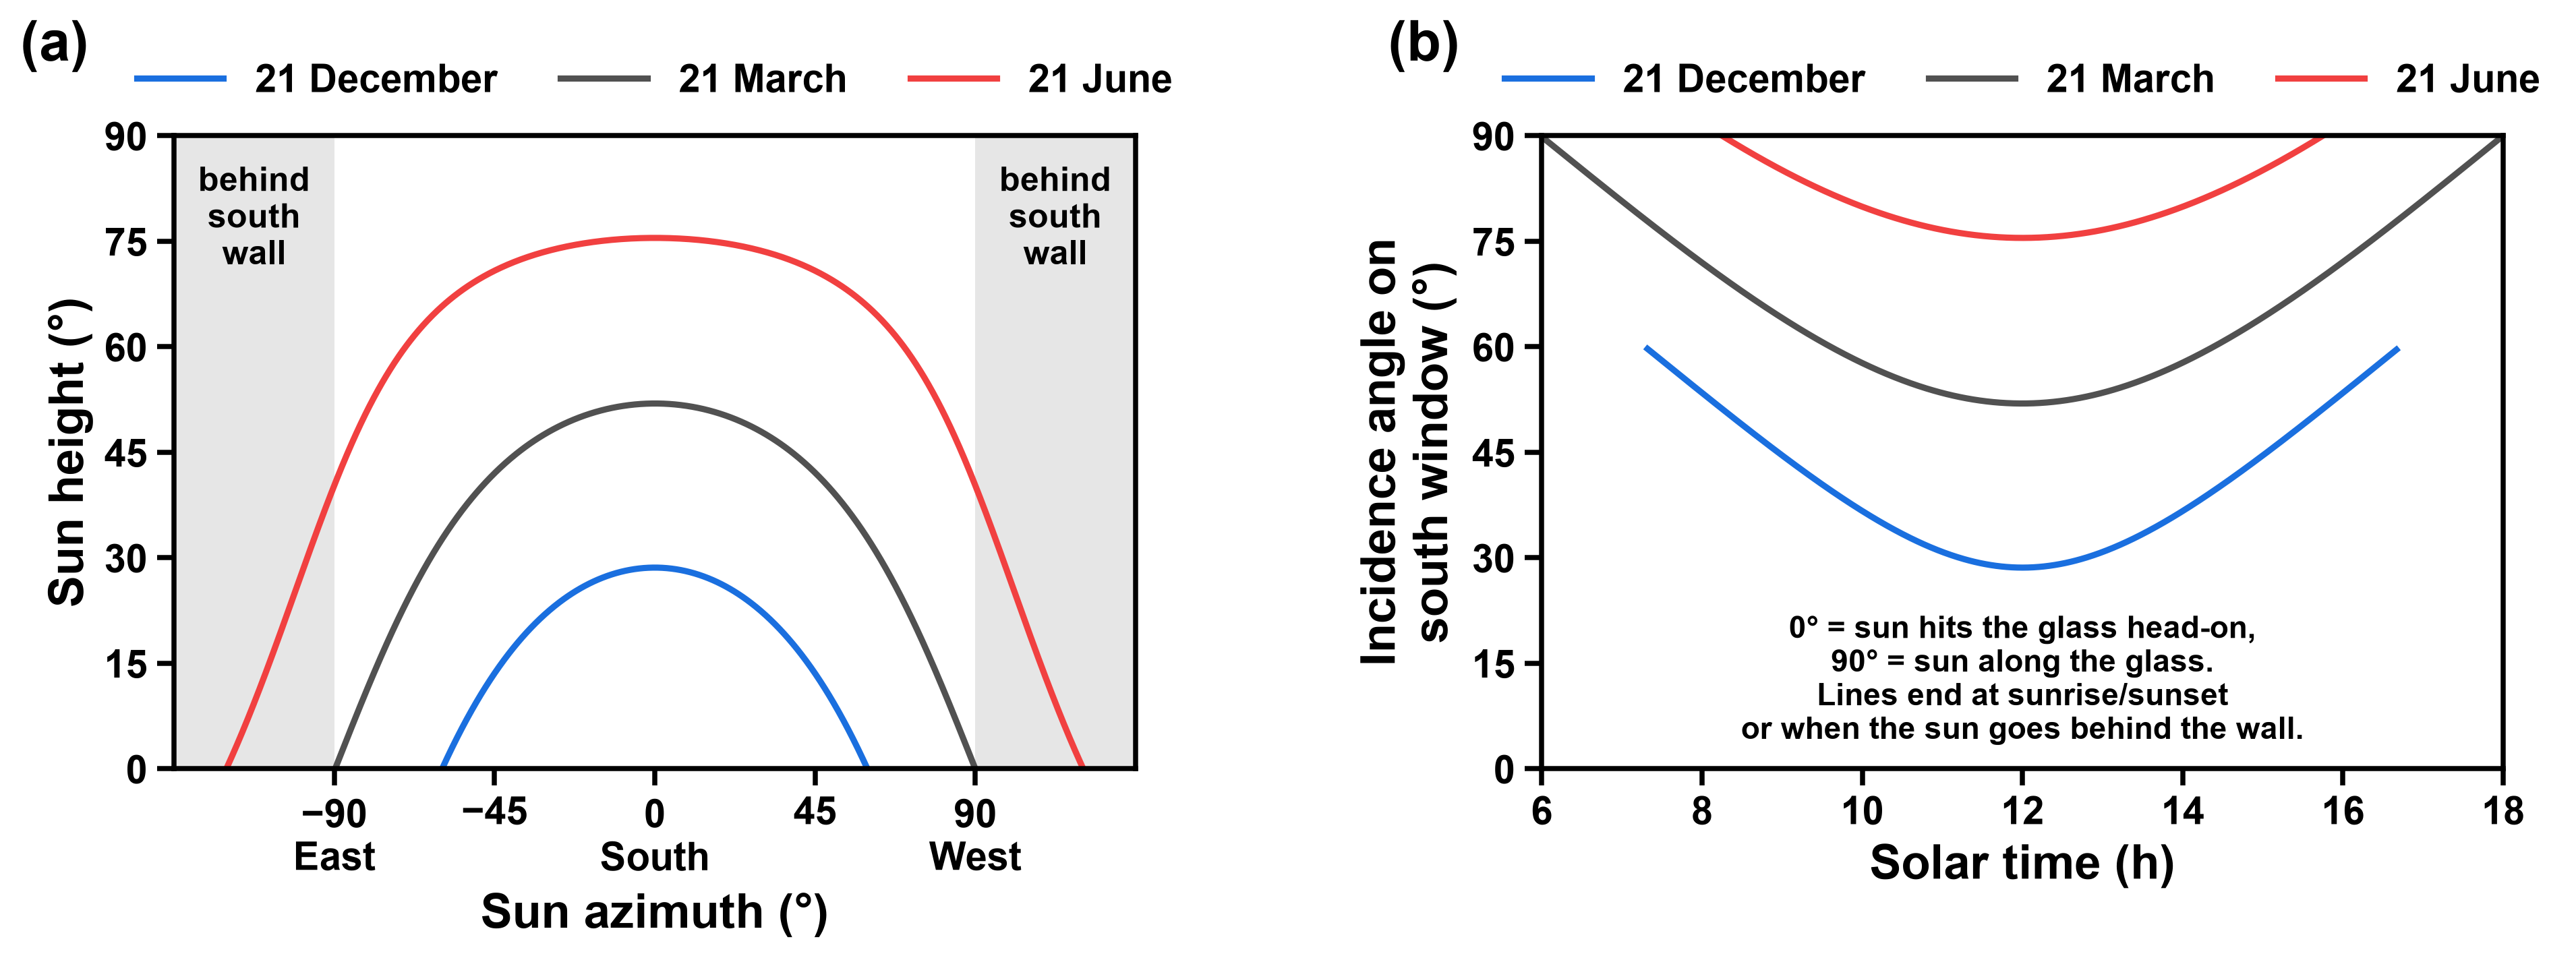 (a)
21 December
21 March
21 June
90
75
60
45
30
15
0
Sun height (°)
behind
south
wall
behind
south
wall
−90
−45
0
45
90
East
South
West
Sun azimuth (°)
(b)
21 December
21 March
21 June
90
75
60
45
30
15
0
Incidence angle on
south window (°)
0° = sun hits the glass head-on,
90° = sun along the glass.
Lines end at sunrise/sunset
or when the sun goes behind the wall.
6
8
10
12
14
16
18
Solar time (h)